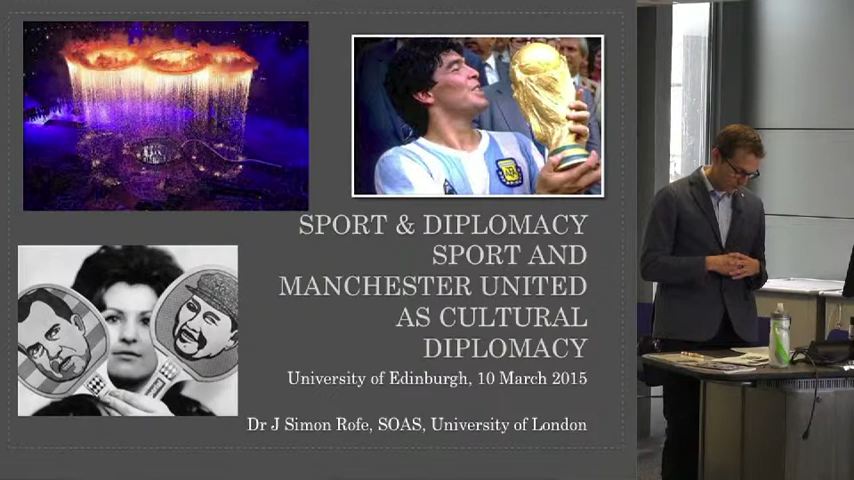 SPORT & DIPLOMACY
SPORT AND
MANCHESTER UNITED
AS CULTURAL
DIPLOMACY
University of Edinburgh, 10 March 2015
Dr J Simon Rofe, SOAS, University of London